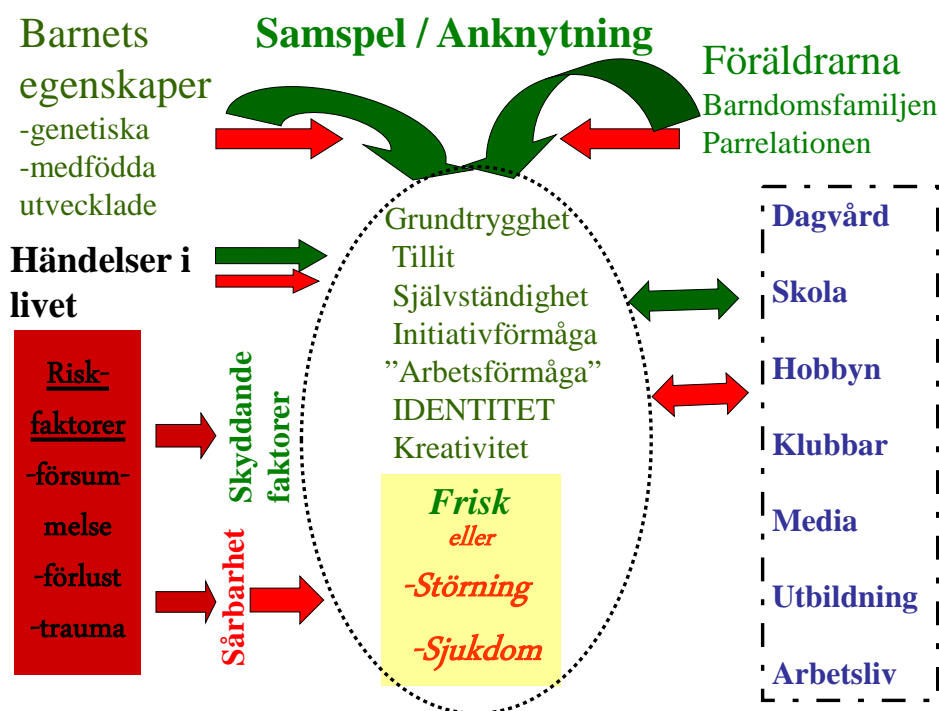 Barnets
egenskaper
-genetiska
-medfödda
utvecklade
Samspel / Anknytning
Föräldrarna
Barndomsfamiljen
Parrelationen
Händelser i
livet
Risk-
faktorer
-försum-
melse
-förlust
-trauma
Skyddande
faktorer
Sårbarhet
Grundtrygghet
Tillit
Självständighet
Initiativförmåga
”Arbetsförmåga”
IDENTITET
Kreativitet
Frisk
eller
-Störning
-Sjukdom
Dagvård
Skola
Hobbyn
Klubbar
Media
Utbildning
Arbetsliv